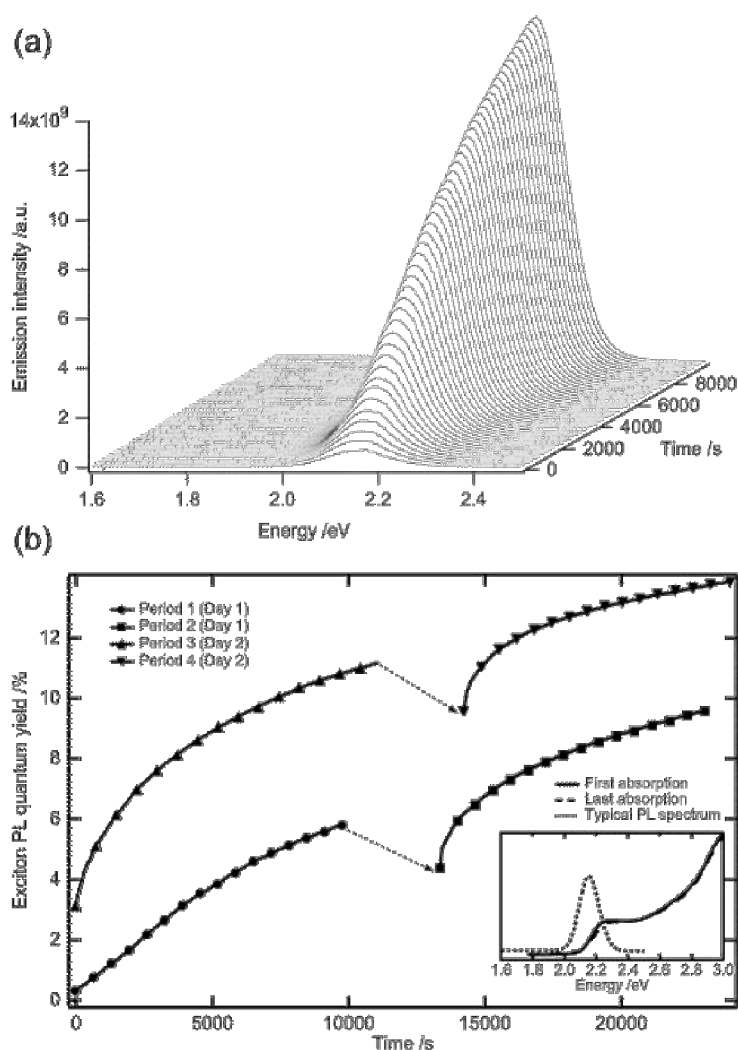 (a)
14x10⁹
12
10
8
6
4
2
0
Emission intensity /a.u.
1.6
1.8
2.0
2.2
2.4
Energy /eV
0
2000
4000
6000
8000
Time /s
(b)
Period 1 (Day 1)
Period 2 (Day 1)
Period 3 (Day 2)
Period 4 (Day 2)
12
10
8
6
4
2
0
Exciton PL quantum yield /%
0
5000
10000
15000
20000
Time /s
First absorption
Last absorption
Typical PL spectrum
1.6 1.8 2.0 2.2 2.4 2.6 2.8 3.0
Energy /eV